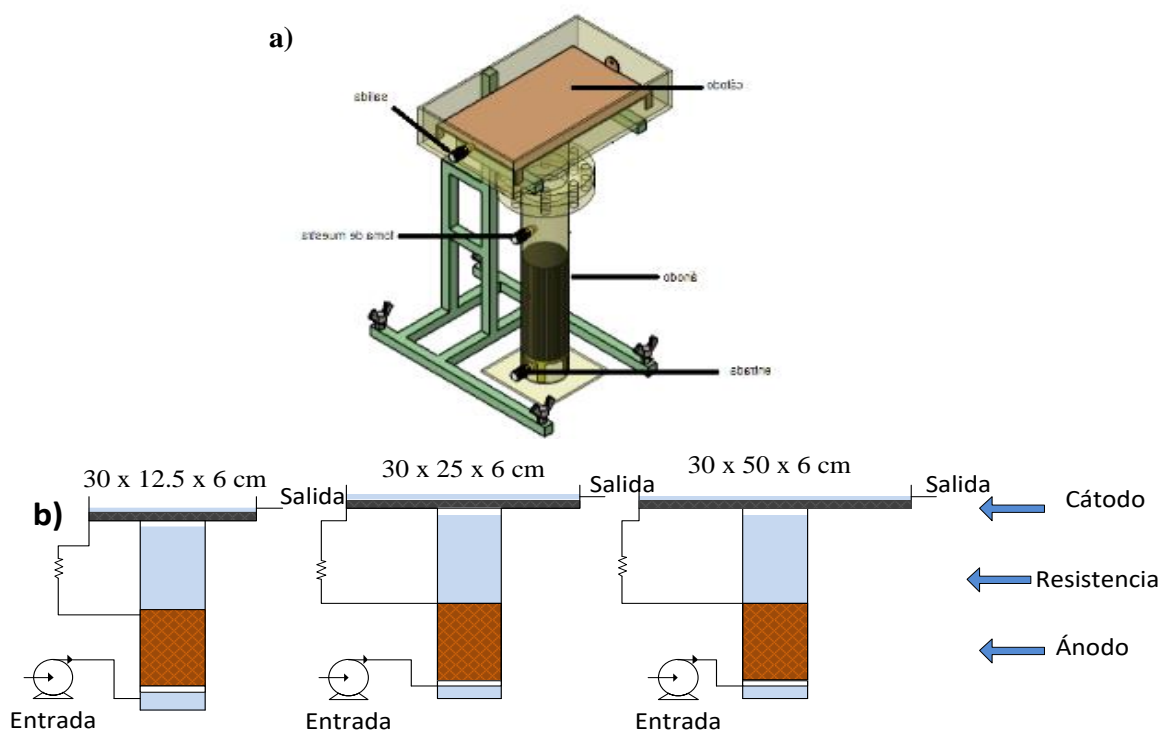 a)
cátodo
salida
toma de muestra
ánodo
entrada
30 x 12.5 x 6 cm
30 x 25 x 6 cm
30 x 50 x 6 cm
b)
Salida
Salida
Salida
Cátodo
Resistencia
Ánodo
Entrada
Entrada
Entrada